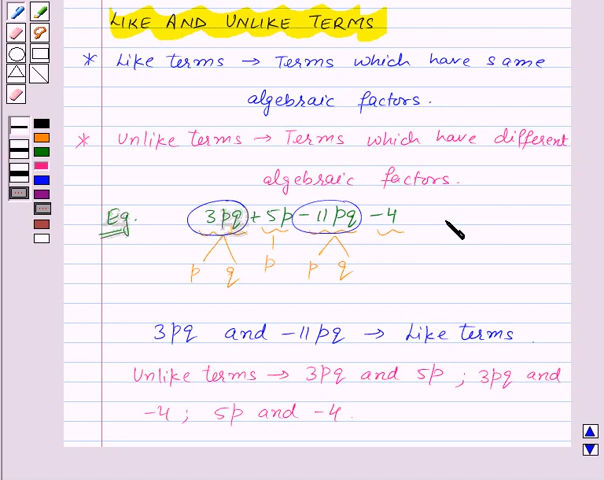 LIKE AND UNLIKE TERMS
* Like terms → Terms which have same
algebraic factors.
* Unlike terms → Terms which have different
algebraic factors.
Eg. 3pq + 5p - 11pq - 4
p q p p q
3pq and -11pq → Like terms.
Unlike terms → 3pq and 5p ; 3pq and
-4 ; 5p and -4.